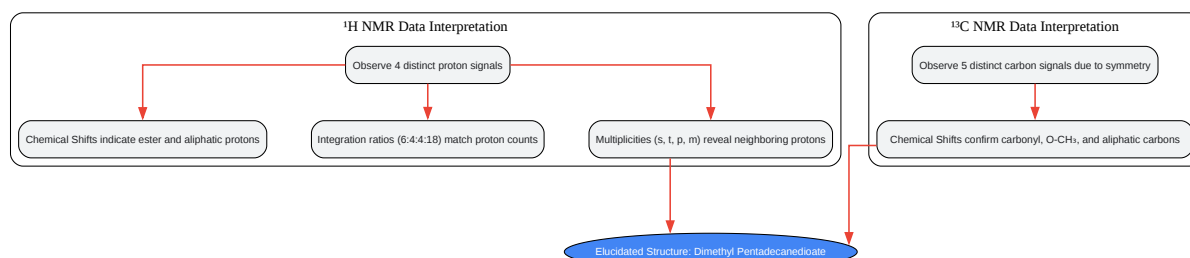 ¹H NMR Data Interpretation
¹³C NMR Data Interpretation
Observe 4 distinct proton signals
Observe 5 distinct carbon signals due to symmetry
Chemical Shifts indicate ester and aliphatic protons
Integration ratios (6:4:4:18) match proton counts
Multiplicities (s, t, p, m) reveal neighboring protons
Chemical Shifts confirm carbonyl, O-CH₃, and aliphatic carbons
Elucidated Structure: Dimethyl Pentadecanedioate